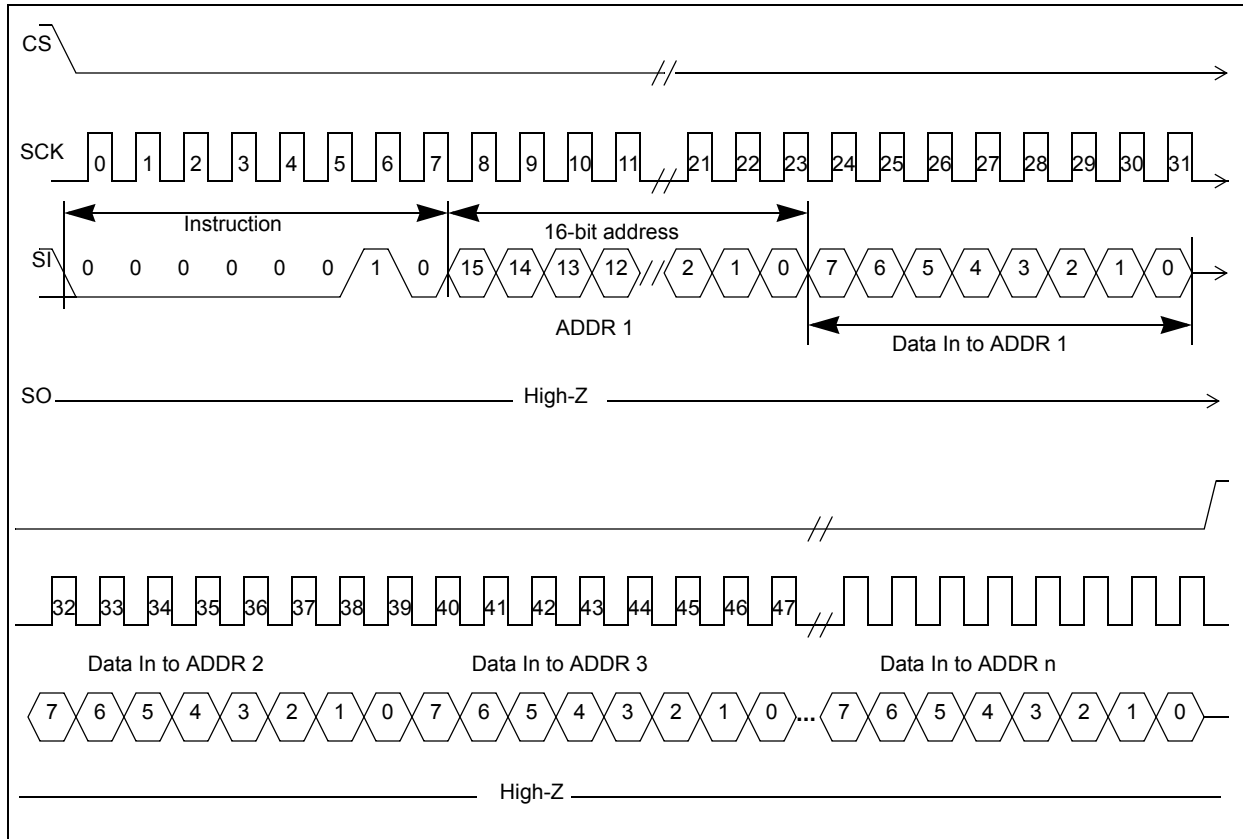 CS
SCK 0 1 2 3 4 5 6 7 8 9 10 11 21 22 23 24 25 26 27 28 29 30 31
Instruction 16-bit address
SI 0 0 0 0 0 0 1 0 15 14 13 12 2 1 0 7 6 5 4 3 2 1 0
ADDR 1 Data In to ADDR 1
SO High-Z
32 33 34 35 36 37 38 39 40 41 42 43 44 45 46 47
Data In to ADDR 2 Data In to ADDR 3 Data In to ADDR n
7 6 5 4 3 2 1 0 7 6 5 4 3 2 1 0 ... 7 6 5 4 3 2 1 0
High-Z